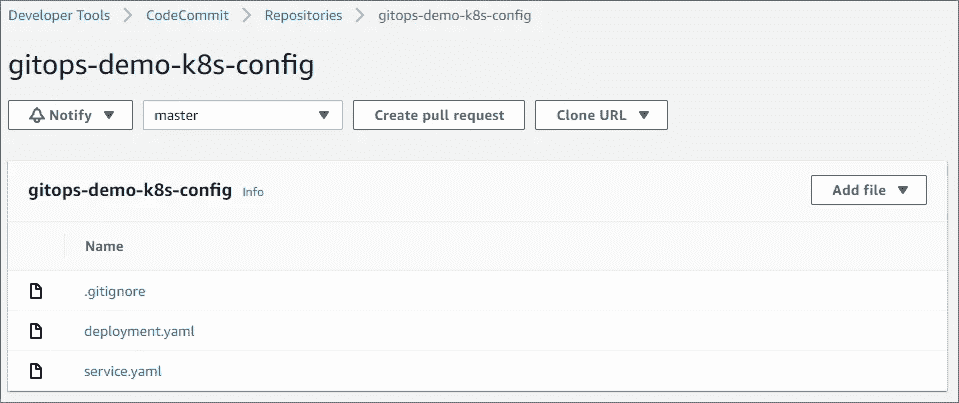 Developer Tools > CodeCommit > Repositories > gitops-demo-k8s-config
gitops-demo-k8s-config
Notify master Create pull request Clone URL
gitops-demo-k8s-config Info Add file
Name
.gitignore
deployment.yaml
service.yaml